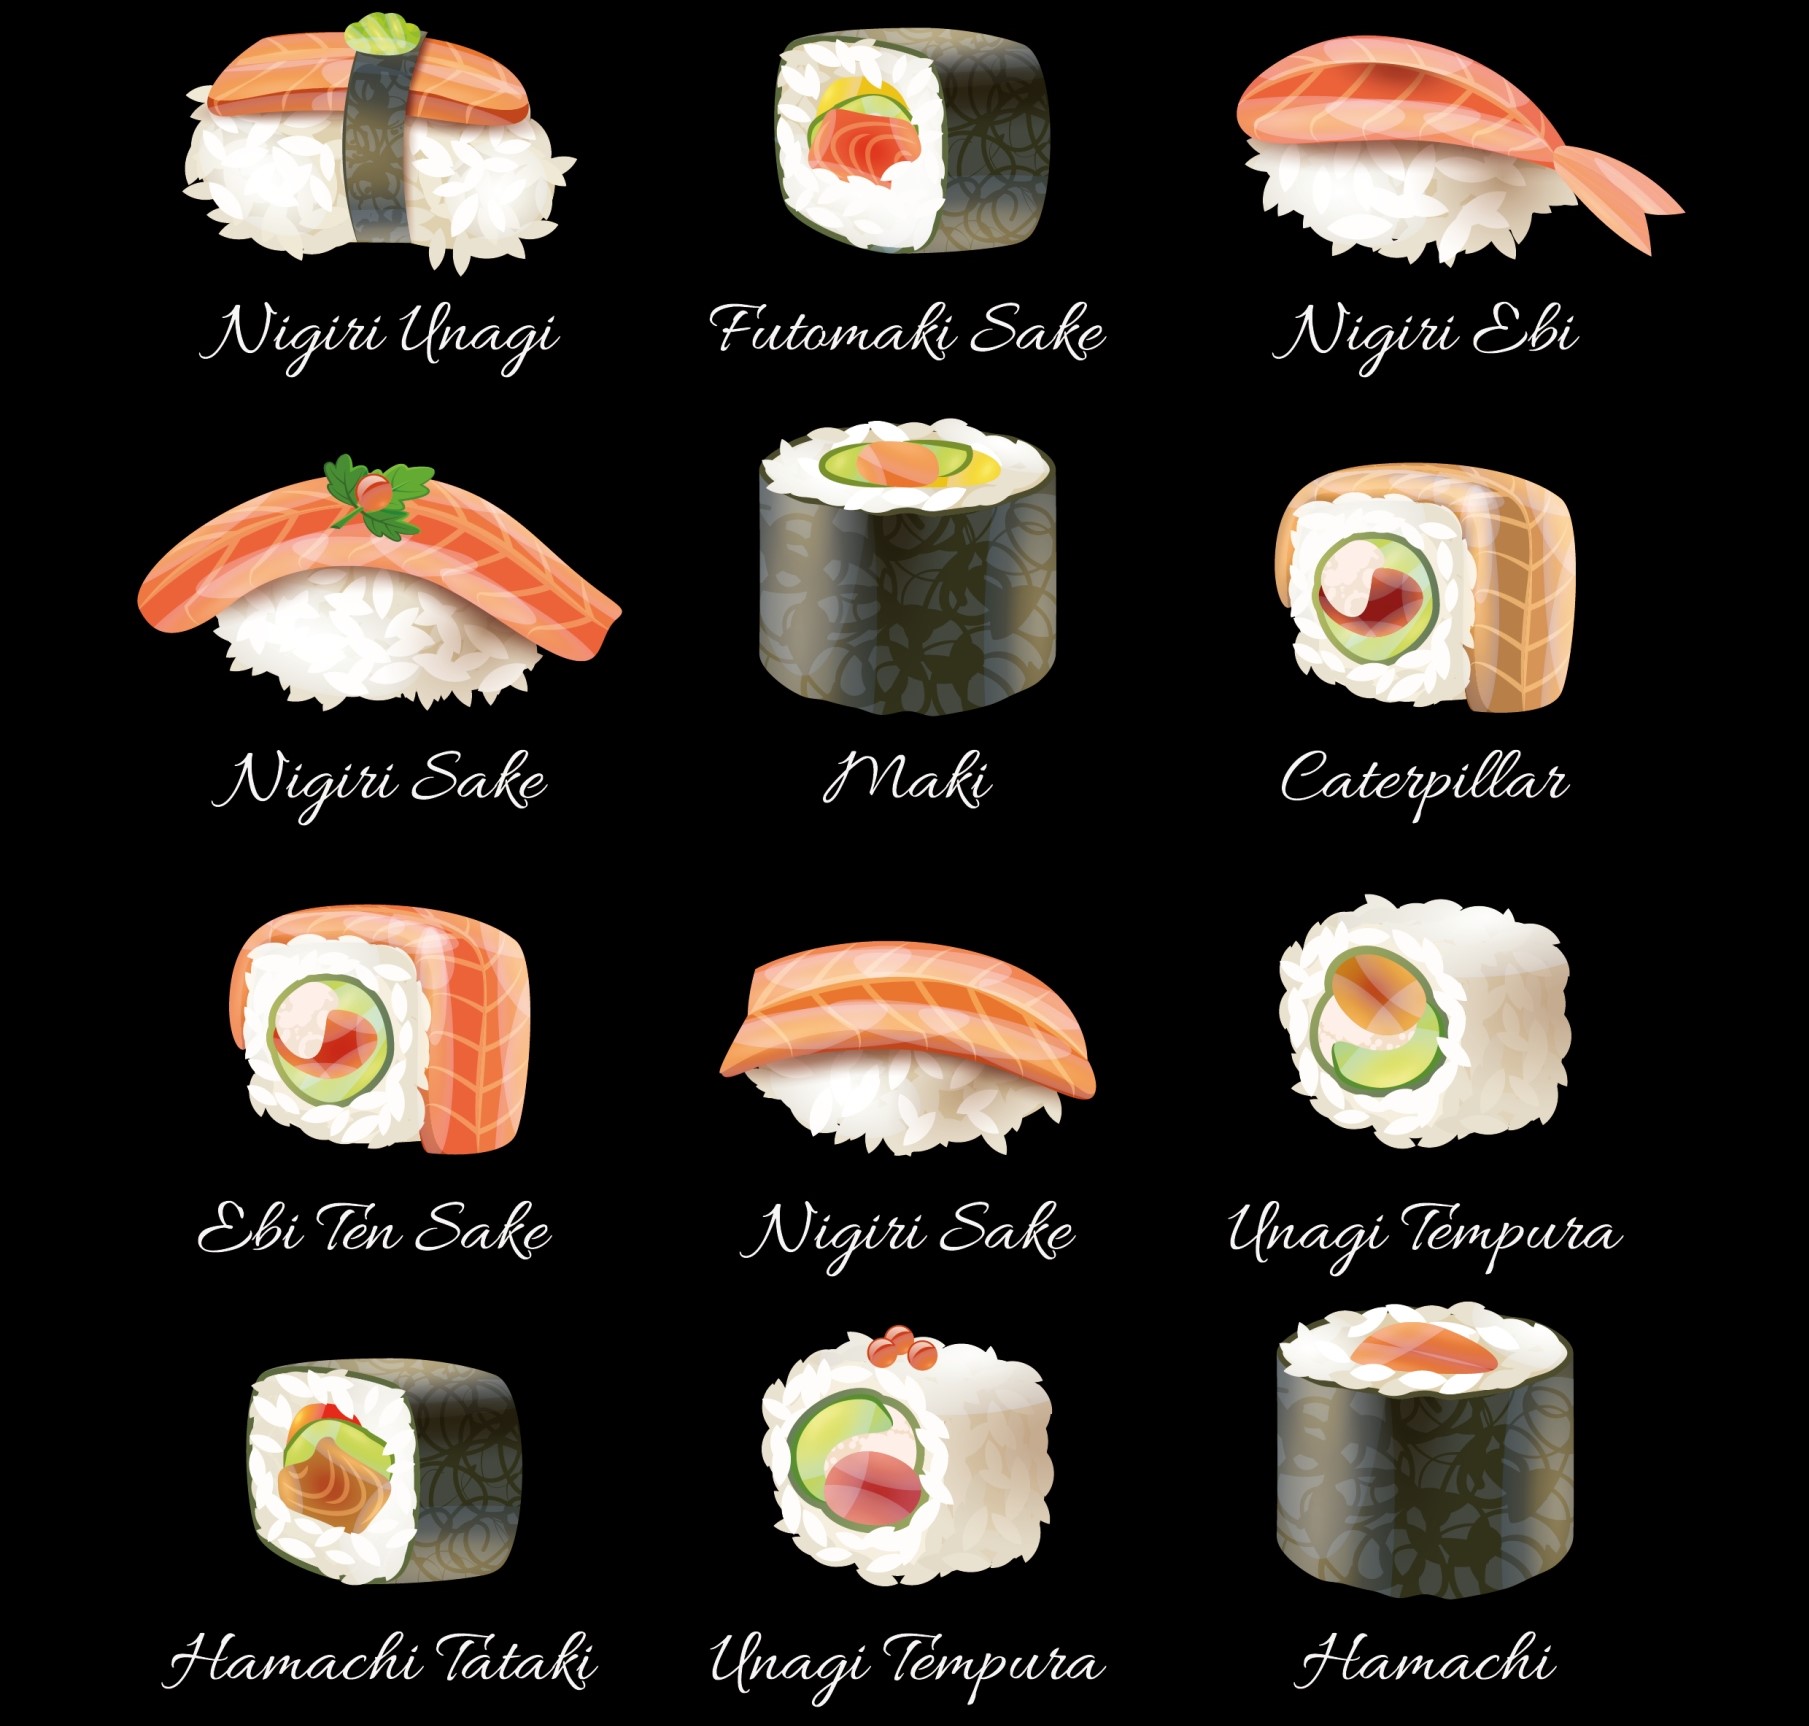 Nigiri Unagi
Futomaki Sake
Nigiri Ebi
Nigiri Sake
Maki
Caterpillar
Ebi Ten Sake
Nigiri Sake
Unagi Tempura
Hamachi Tataki
Unagi Tempura
Hamachi